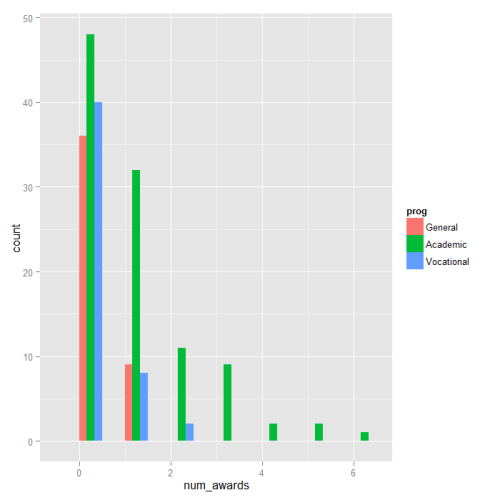 50
40
30
20
10
0
count
0 2 4 6
num_awards
prog
General
Academic
Vocational